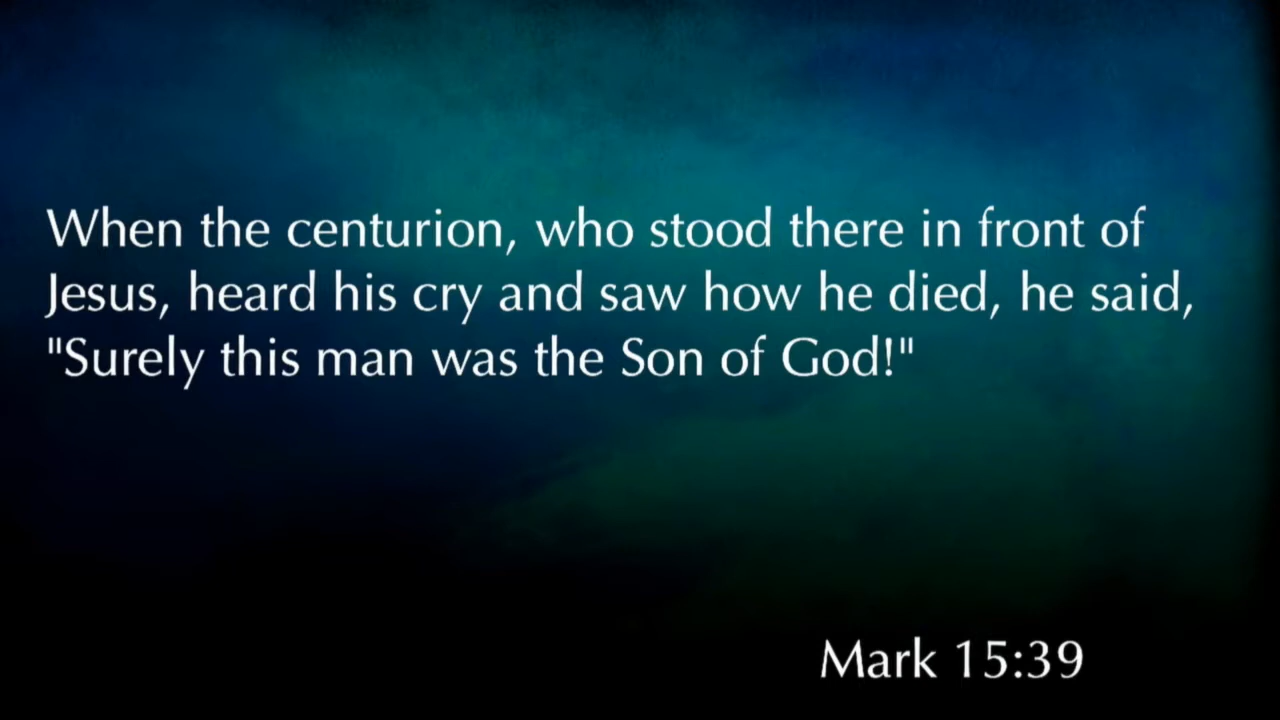 When the centurion, who stood there in front of
Jesus, heard his cry and saw how he died, he said,
"Surely this man was the Son of God!"
Mark 15:39